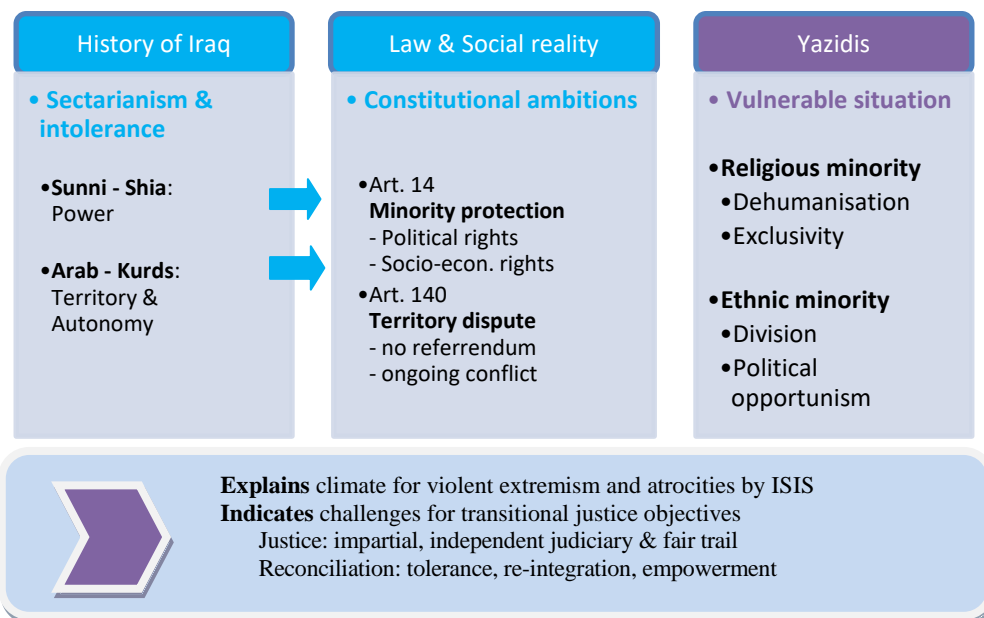 History of Iraq
• Sectarianism &
intolerance
•Sunni - Shia:
Power
•Arab - Kurds:
Territory &
Autonomy
Law & Social reality
• Constitutional ambitions
•Art. 14
Minority protection
- Political rights
- Socio-econ. rights
•Art. 140
Territory dispute
- no referrendum
- ongoing conflict
Yazidis
• Vulnerable situation
•Religious minority
•Dehumanisation
•Exclusivity
•Ethnic minority
•Division
•Political
opportunism
Explains climate for violent extremism and atrocities by ISIS
Indicates challenges for transitional justice objectives
Justice: impartial, independent judiciary & fair trail
Reconciliation: tolerance, re-integration, empowerment